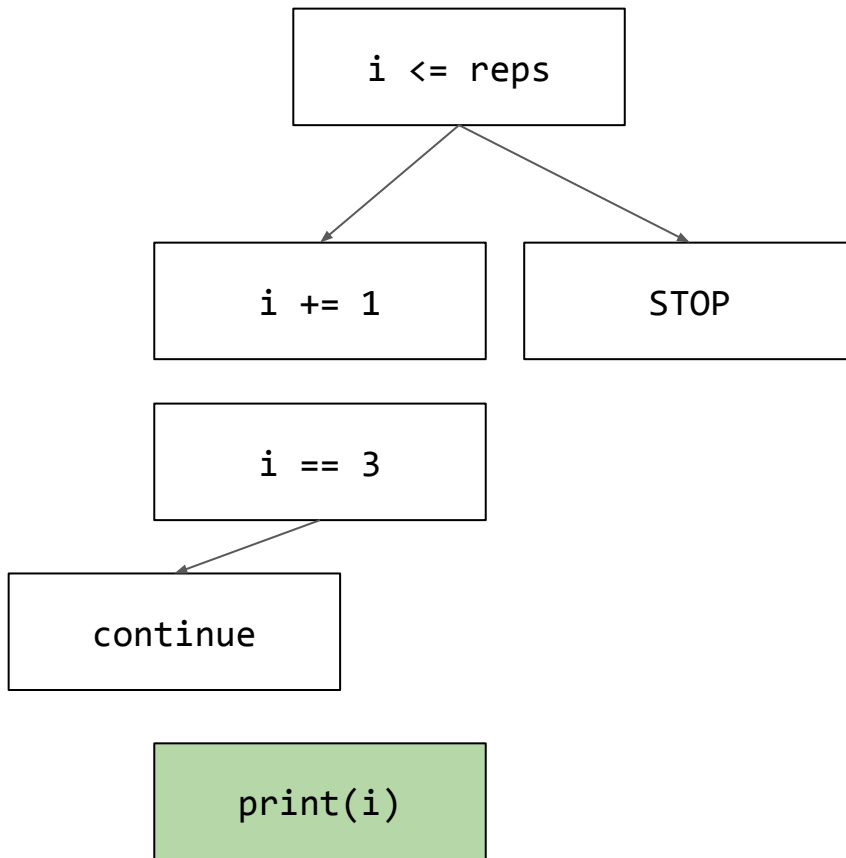 i <= reps
i += 1
STOP
i == 3
continue
print(i)